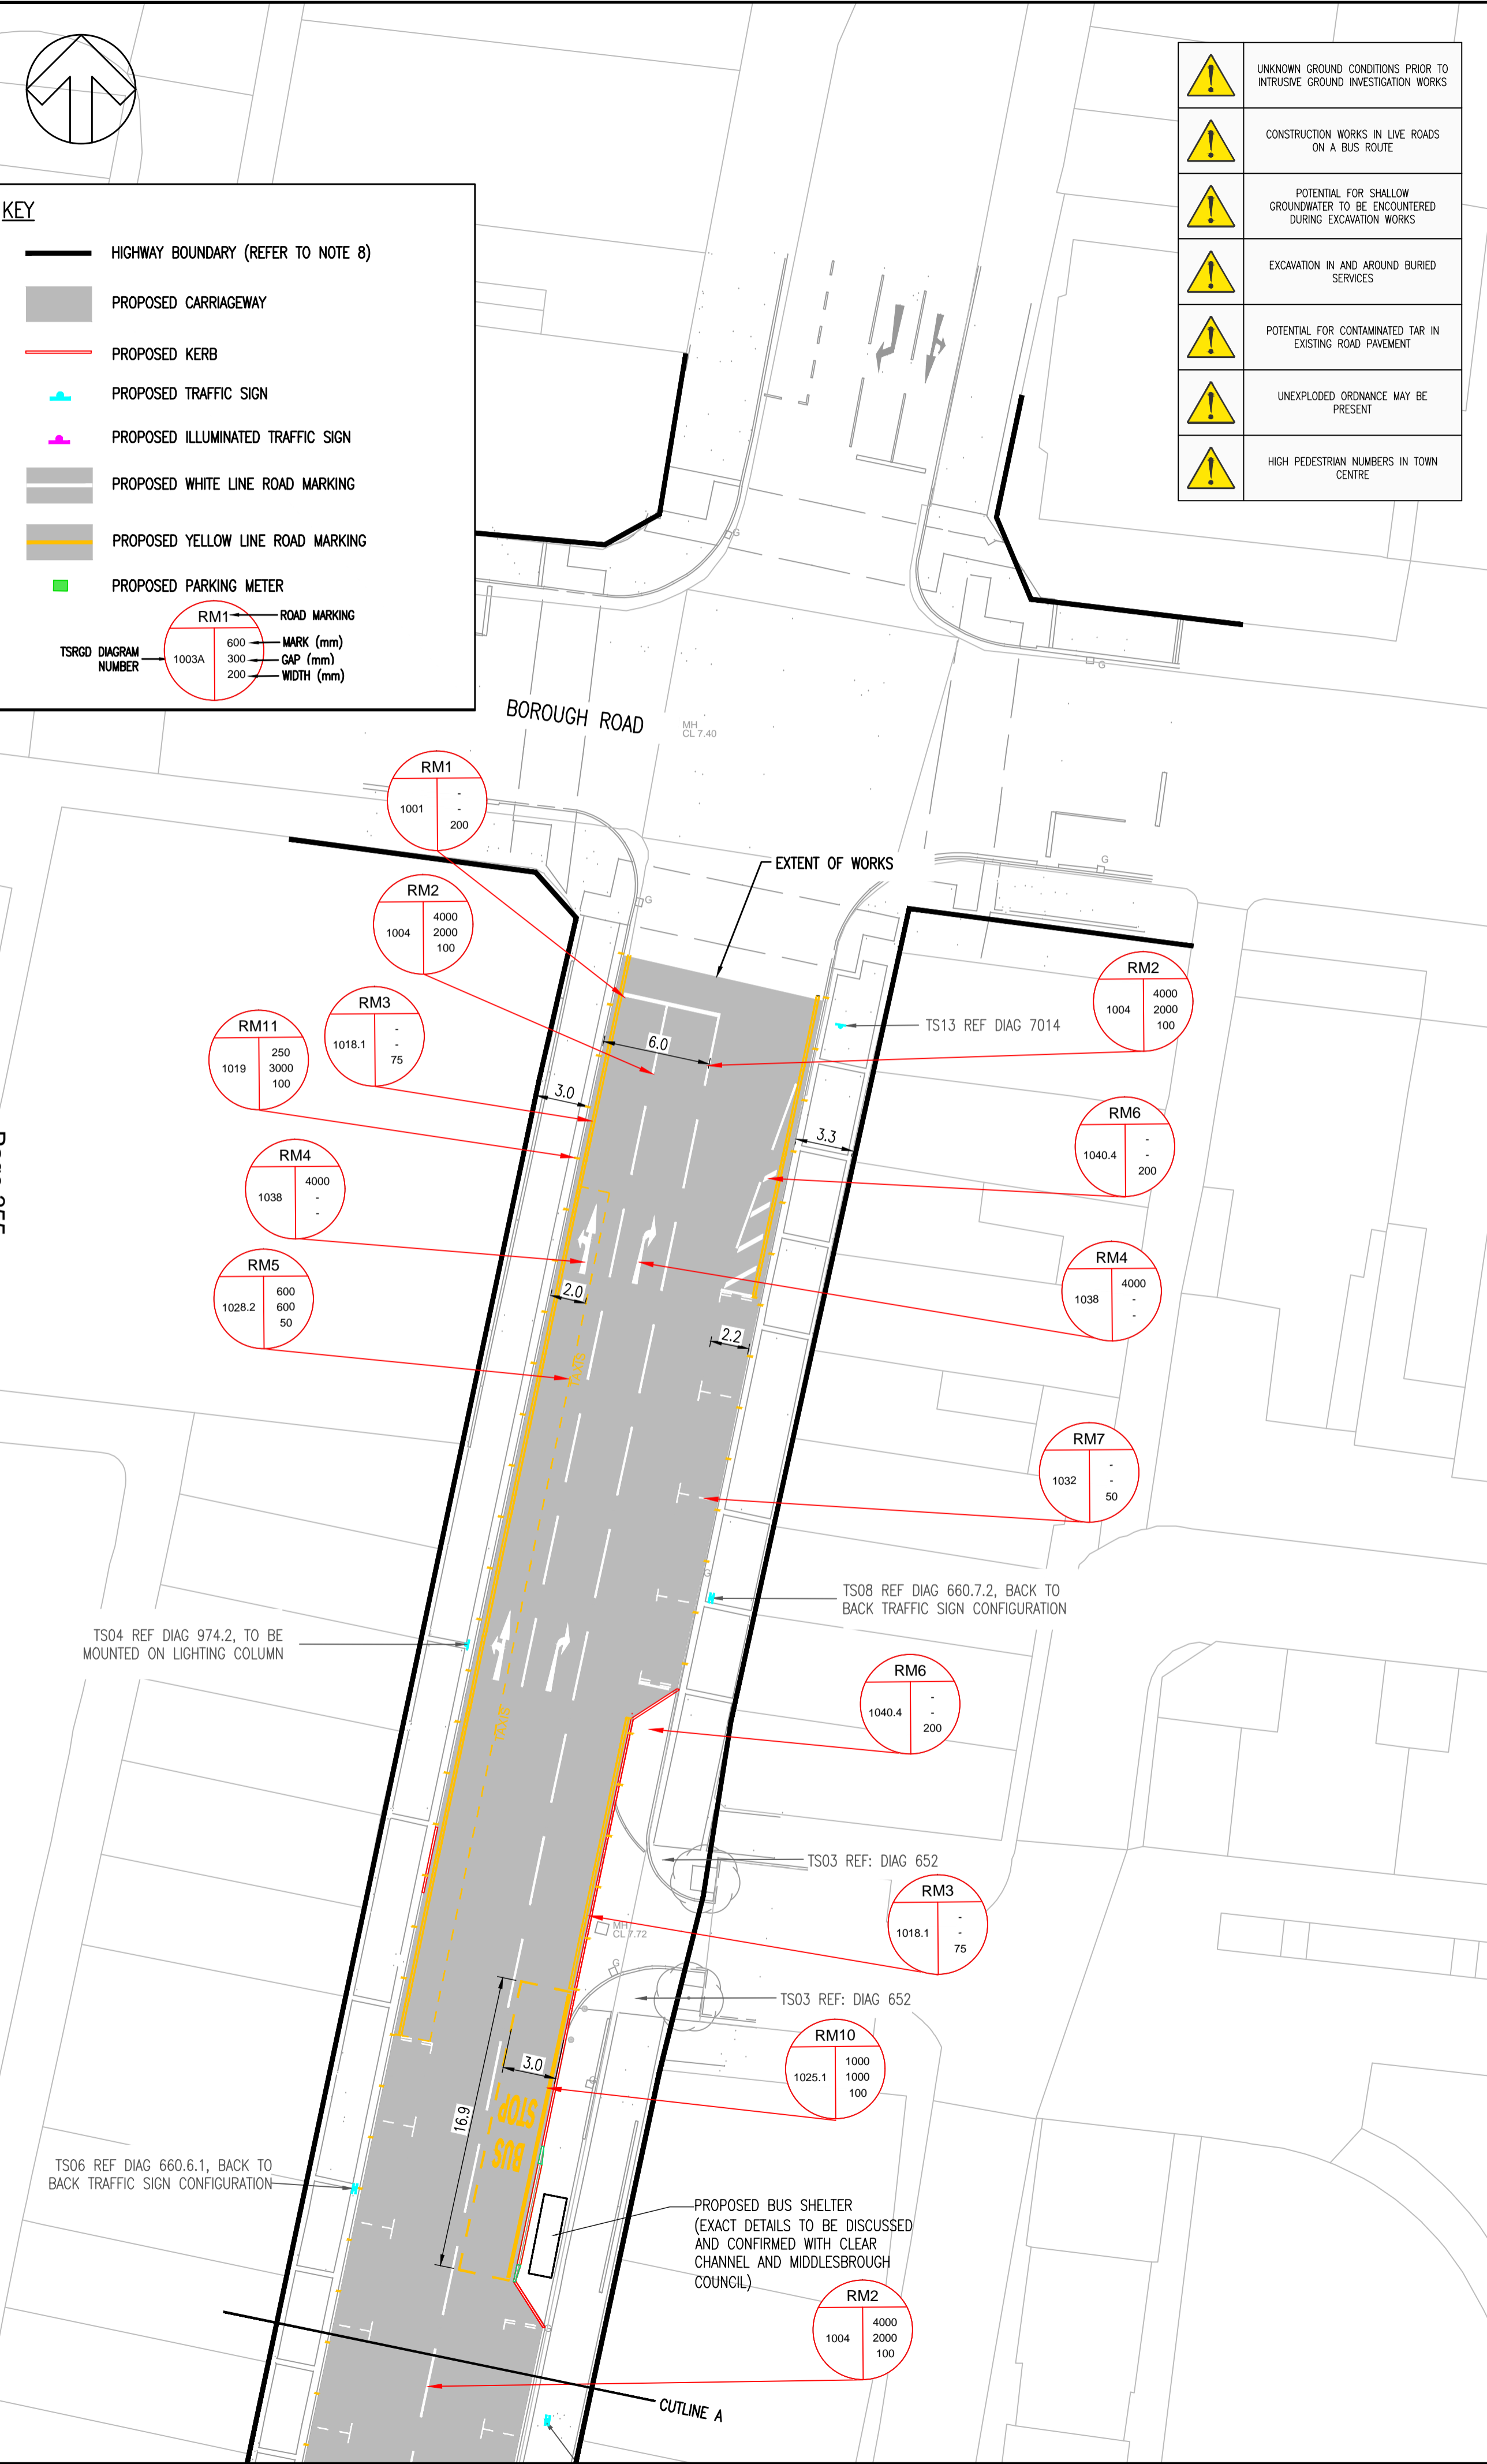 UNKNOWN GROUND CONDITIONS PRIOR TO
INTRUSIVE GROUND INVESTIGATION WORKS
CONSTRUCTION WORKS IN LIVE ROADS
ON A BUS ROUTE
POTENTIAL FOR SHALLOW
GROUNDWATER TO BE ENCOUNTERED
DURING EXCAVATION WORKS
EXCAVATION IN AND AROUND BURIED
SERVICES
POTENTIAL FOR CONTAMINATED TAR IN
EXISTING ROAD PAVEMENT
UNEXPLODED ORDNANCE MAY BE
PRESENT
HIGH PEDESTRIAN NUMBERS IN TOWN
CENTRE
KEY
HIGHWAY BOUNDARY (REFER TO NOTE 8)
PROPOSED CARRIAGEWAY
PROPOSED KERB
PROPOSED TRAFFIC SIGN
PROPOSED ILLUMINATED TRAFFIC SIGN
PROPOSED WHITE LINE ROAD MARKING
PROPOSED YELLOW LINE ROAD MARKING
PROPOSED PARKING METER
RM1
ROAD MARKING
TSRGD DIAGRAM
NUMBER
1003A
600
MARK (mm)
300
GAP (mm)
200
WIDTH (mm)
G
G
BOROUGH ROAD
MH
CL 7.40
RM1
1001
-
-
200
EXTENT OF WORKS
G
G
RM2
1004
4000
2000
100
RM2
1004
4000
2000
100
RM3
1018.1
-
-
75
RM11
1019
250
3000
100
TS13 REF DIAG 7014
6.0
3.0
3.3
RM6
1040.4
-
-
200
RM4
1038
4000
-
-
RM5
1028.2
600
600
50
RM4
1038
4000
-
-
2.0
2.2
TAXIS
RM7
1032
-
-
50
G
TS08 REF DIAG 660.7.2, BACK TO
BACK TRAFFIC SIGN CONFIGURATION
TS04 REF DIAG 974.2, TO BE
MOUNTED ON LIGHTING COLUMN
RM6
1040.4
-
-
200
TAXIS
TS03 REF: DIAG 652
RM3
1018.1
-
-
75
MH
CL 7.72
G
TS03 REF: DIAG 652
RM10
1025.1
1000
1000
100
3.0
16.9
G
STOP
BUS
TS06 REF DIAG 660.6.1, BACK TO
BACK TRAFFIC SIGN CONFIGURATION
PROPOSED BUS SHELTER
(EXACT DETAILS TO BE DISCUSSED
AND CONFIRMED WITH CLEAR
CHANNEL AND MIDDLESBROUGH
COUNCIL)
RM2
1004
4000
2000
100
G
CUTLINE A